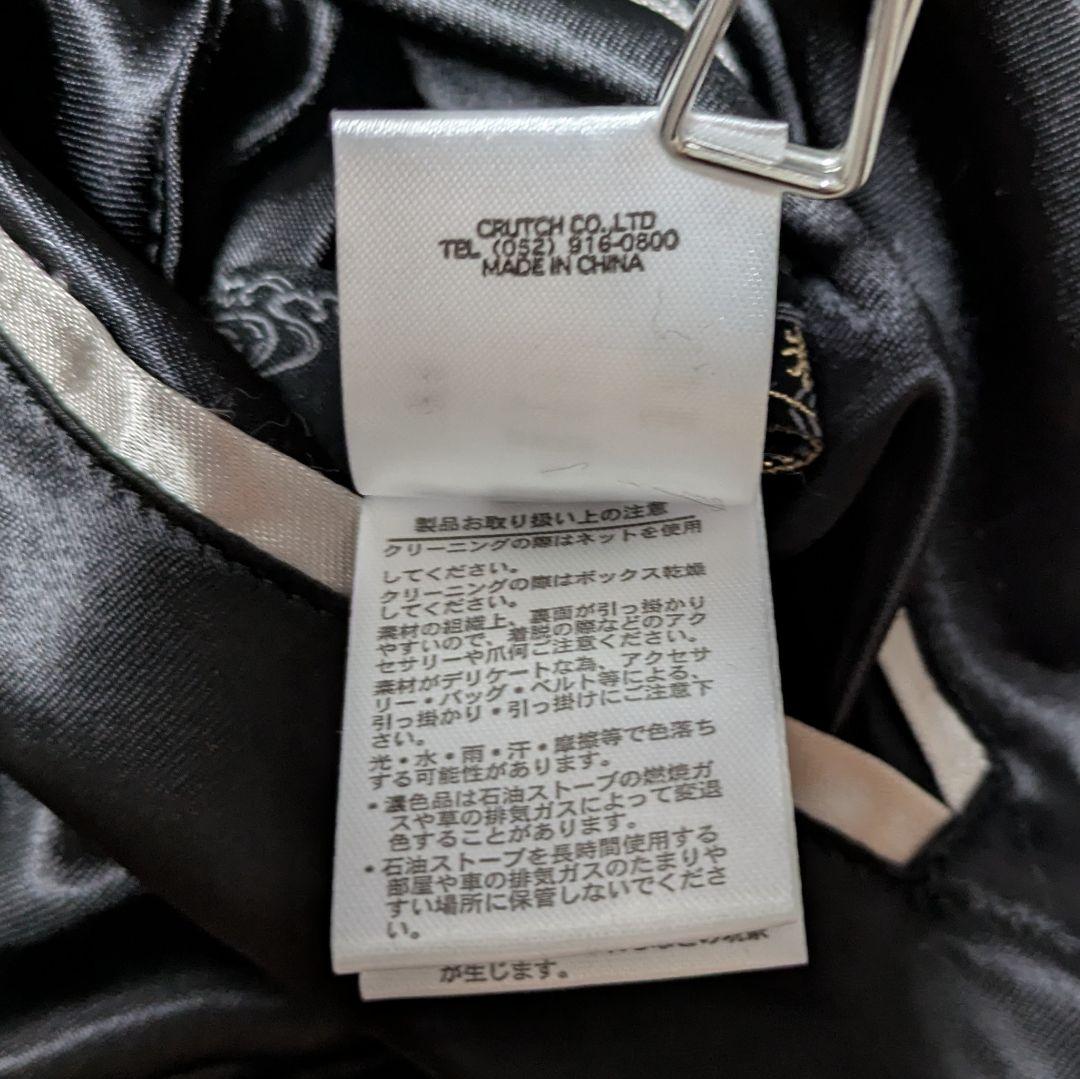 CRUTCH CO.,LTD
TEL (052) 916-0800
MADE IN CHINA
製品お取り扱い上の注意
クリーニングの際はネットを使用
してください。
クリーニングの際はボックス乾燥
してください。
素材の組織上、裏面が引っ掛かり
やすいので、着脱の際などのアク
セサリーや爪何ご注意ください。
素材がデリケートな為、アクセサ
リー・バッグ・ベルト等による、
引っ掛かり・引っ掛けにご注意下
さい。
光・水・雨・汗・摩擦等で色落ち
する可能性があります。
・濃色品は石油ストーブの燃焼ガ
スや草の排気ガスによって変退
色することがあります。
・石油ストーブを長時間使用する
部屋や車の排気ガスのたまりや
すい場所に保管しないでくださ
い。
が生じます。